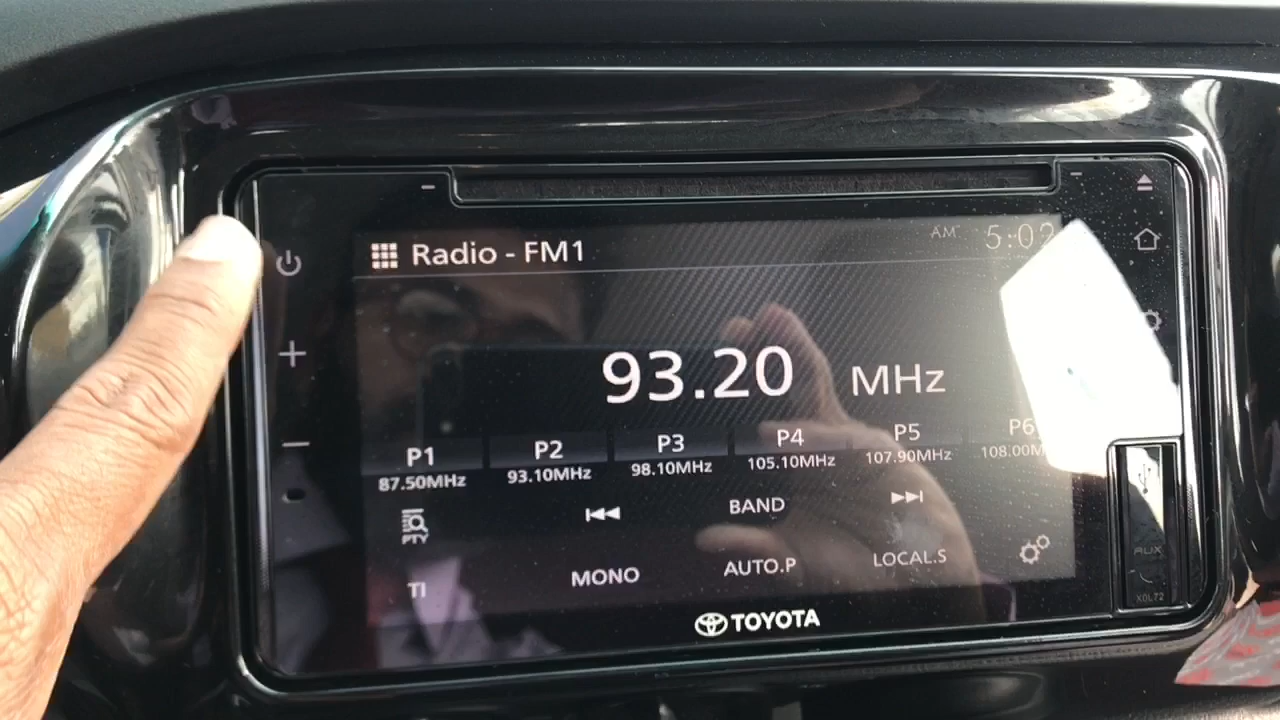 Radio - FM1
AM 5:02
93.20 MHz
P1 P2 P3 P4 P5 P6
87.50MHz 93.10MHz 98.10MHz 105.10MHz 107.90MHz 108.00M
PTY BAND
TI MONO AUTO.P LOCAL.S
AUX
TOYOTA